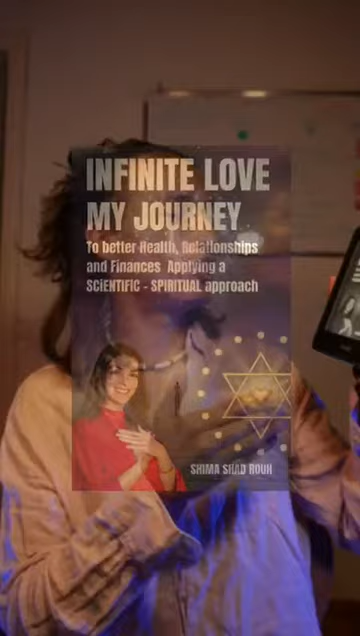 INFINITE LOVE
MY JOURNEY
To better Health, Relationships
and Finances Applying a
SCiENTIFIC - SPIRITUAL approach
SHIMA SHAD ROUH